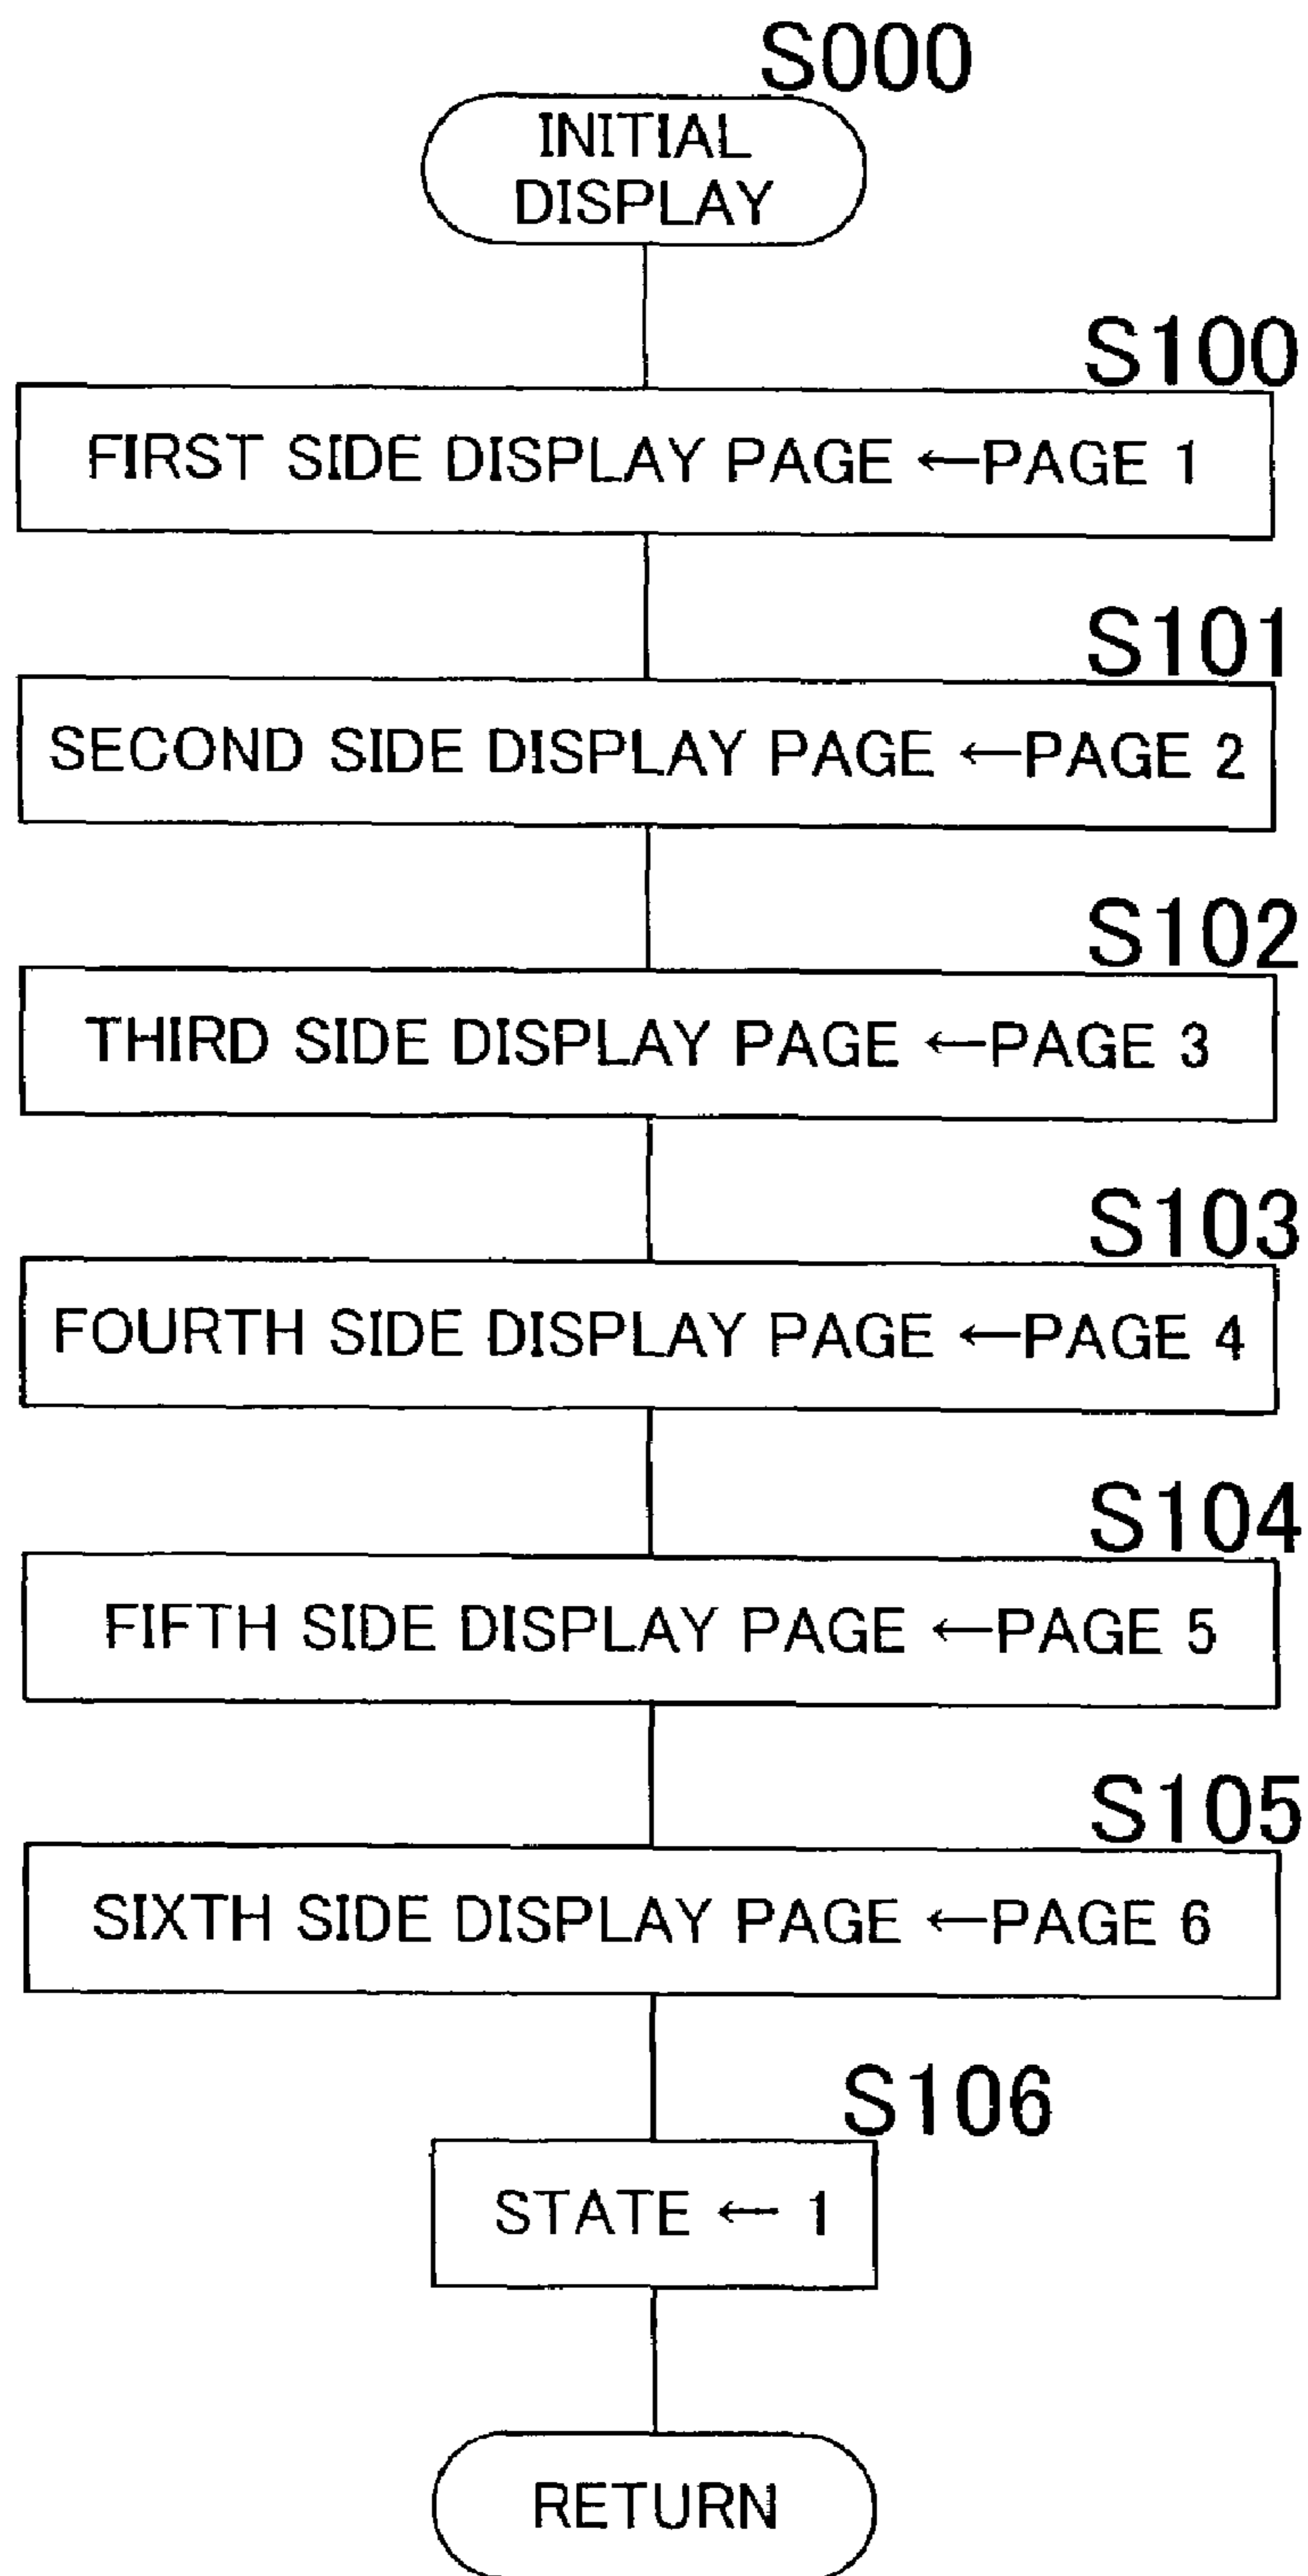 S000
INITIAL
DISPLAY
S100
FIRST SIDE DISPLAY PAGE ←PAGE 1
S101
SECOND SIDE DISPLAY PAGE ←PAGE 2
S102
THIRD SIDE DISPLAY PAGE ←PAGE 3
S103
FOURTH SIDE DISPLAY PAGE ←PAGE 4
S104
FIFTH SIDE DISPLAY PAGE ←PAGE 5
S105
SIXTH SIDE DISPLAY PAGE ←PAGE 6
S106
STATE ← 1
RETURN